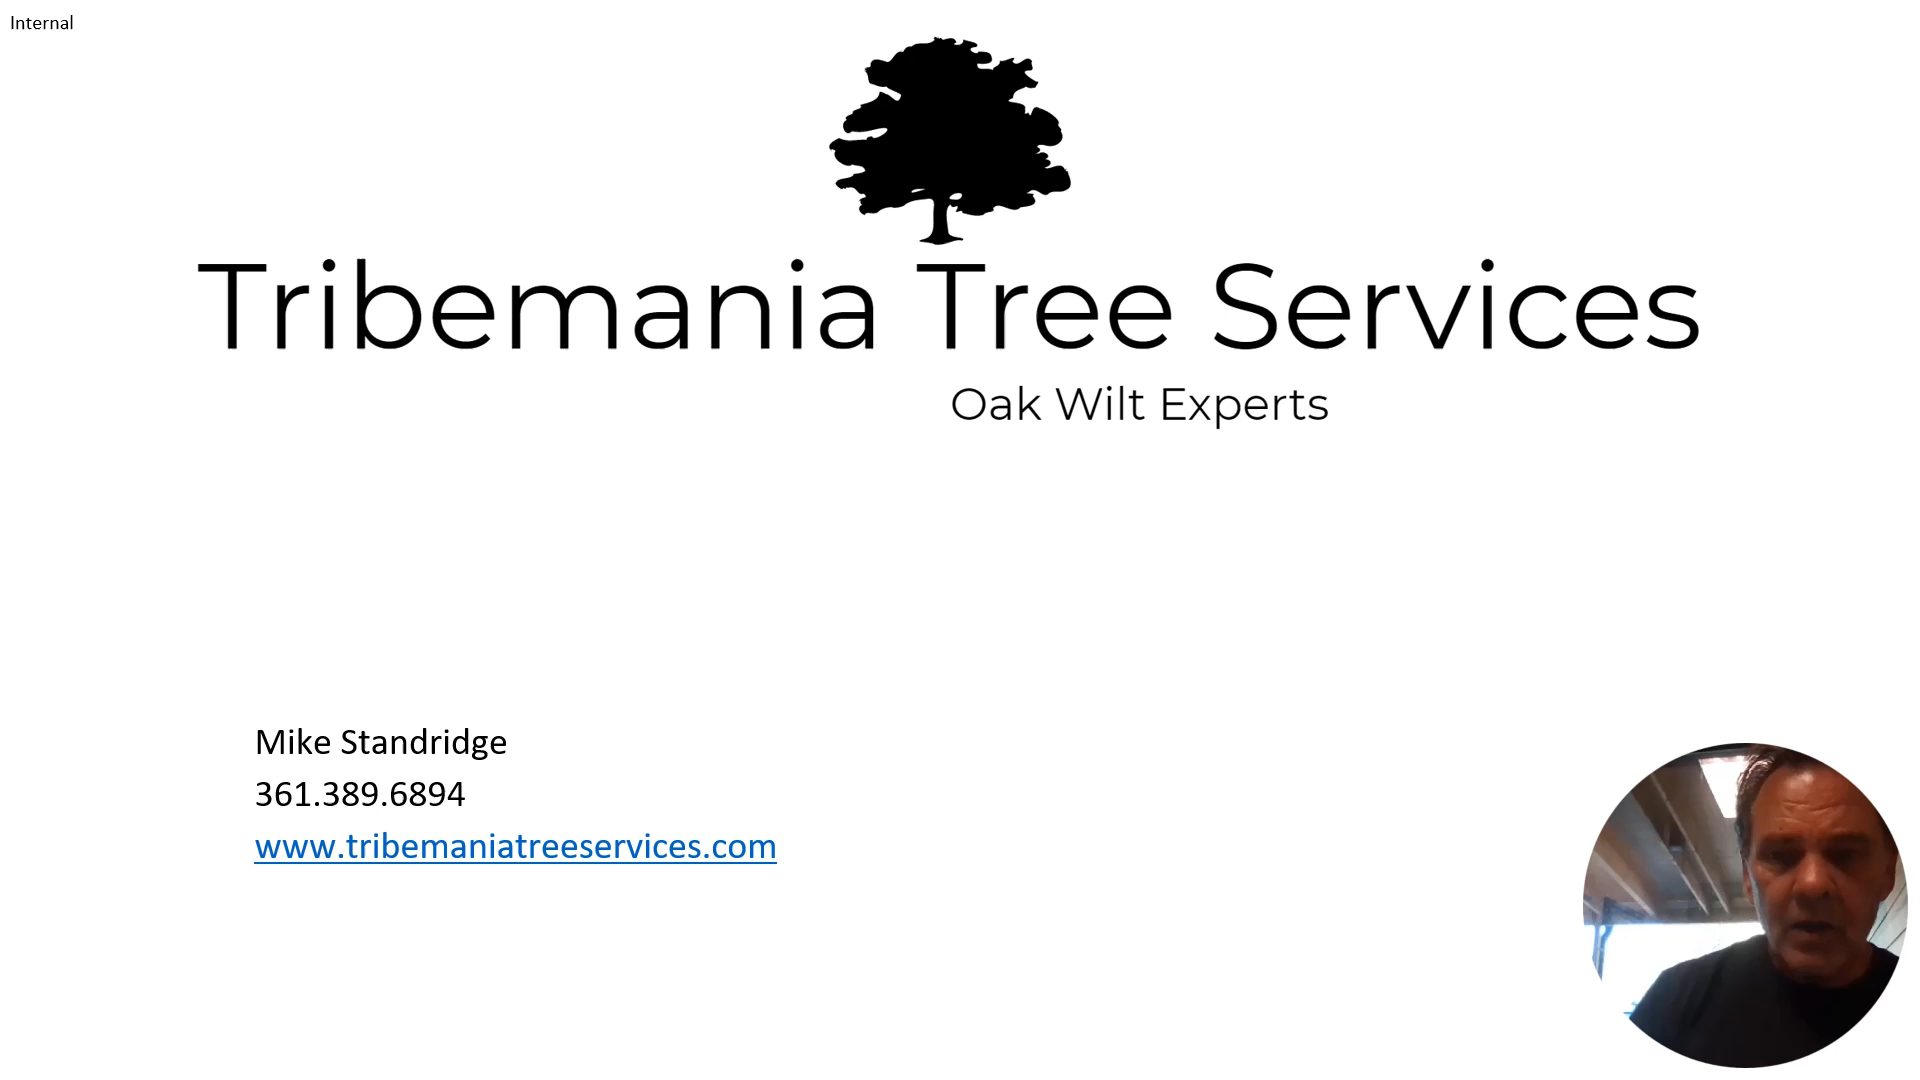 Internal
Tribemania Tree Services
Oak Wilt Experts
Mike Standridge
361.389.6894
www.tribemaniatreeservices.com